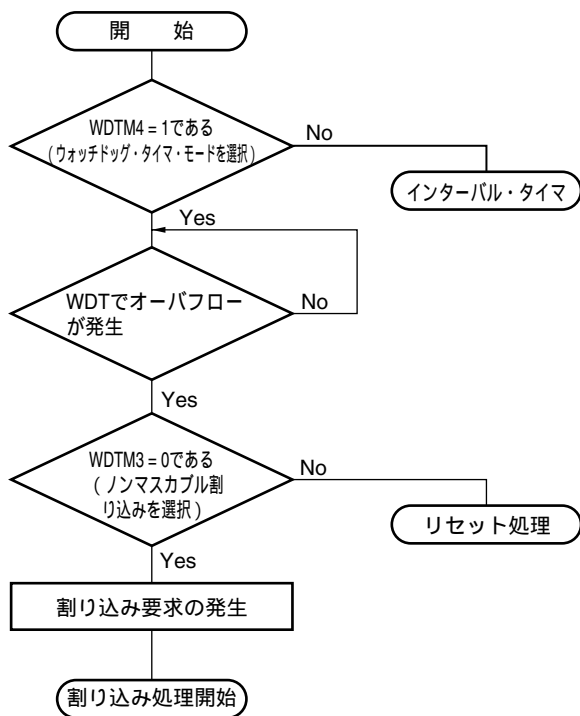 開　始
WDTM4 = 1である
(ウォッチドッグ・タイマ・モードを選択)
No
インターバル・タイマ
Yes
WDTでオーバフロー
が発生
No
Yes
WDTM3 = 0である
(ノンマスカブル割
り込みを選択)
No
リセット処理
Yes
割り込み要求の発生
割り込み処理開始